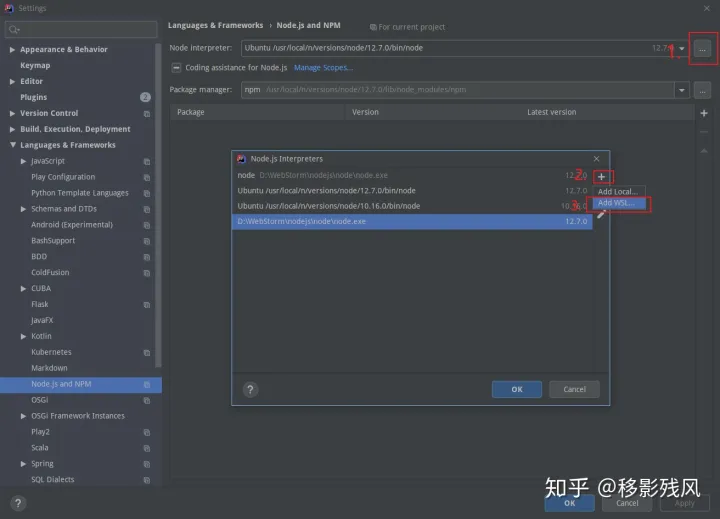 Settings
Languages & Frameworks › Node.js and NPM
For current project
Appearance & Behavior
Keymap
Editor
Plugins 2
Version Control
Build, Execution, Deployment
Languages & Frameworks
JavaScript
Play Configuration
Python Template Languages
Schemas and DTDs
Android (Experimental)
BashSupport
BDD
ColdFusion
CUBA
Flask
JavaFX
Kotlin
Kubernetes
Markdown
Node.js and NPM
OSGi
OSGi Framework Instances
Play2
Scala
Spring
SQL Dialects
Node interpreter: Ubuntu /usr/local/n/versions/node/12.7.0/bin/node 12.7.0 ...
1.
Coding assistance for Node.js Manage Scopes...
Package manager: npm /usr/local/n/versions/node/12.7.0/lib/node_modules/npm ...
Package Version Latest version
Node.js Interpreters
node D:\WebStorm\nodejs\node\node.exe 12.7.0
2.
Ubuntu /usr/local/n/versions/node/12.7.0/bin/node 12.7.0
Ubuntu /usr/local/n/versions/node/10.16.0/bin/node 10.16.0
D:\WebStorm\nodejs\node\node.exe 12.7.0
Add Local...
3
Add WSL...
? OK Cancel
知乎 @移影残风
? OK Cancel Apply